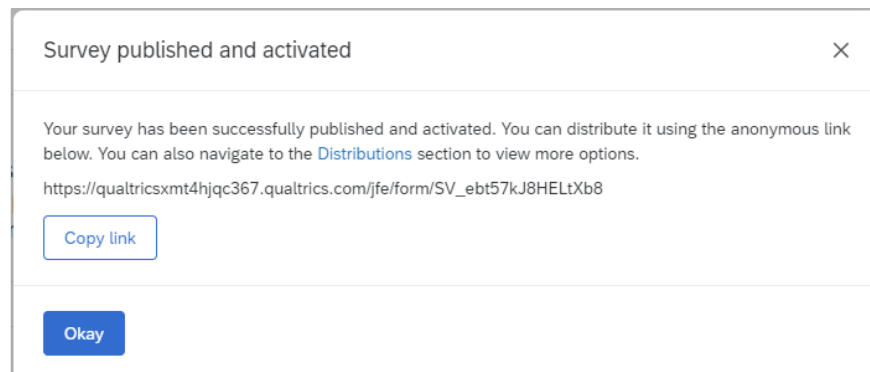 Survey published and activated
Your survey has been successfully published and activated. You can distribute it using the anonymous link
below. You can also navigate to the Distributions section to view more options.
https://qualtricsxmt4hjqc367.qualtrics.com/jfe/form/SV_ebt57kJ8HELtXb8
Copy link
Okay